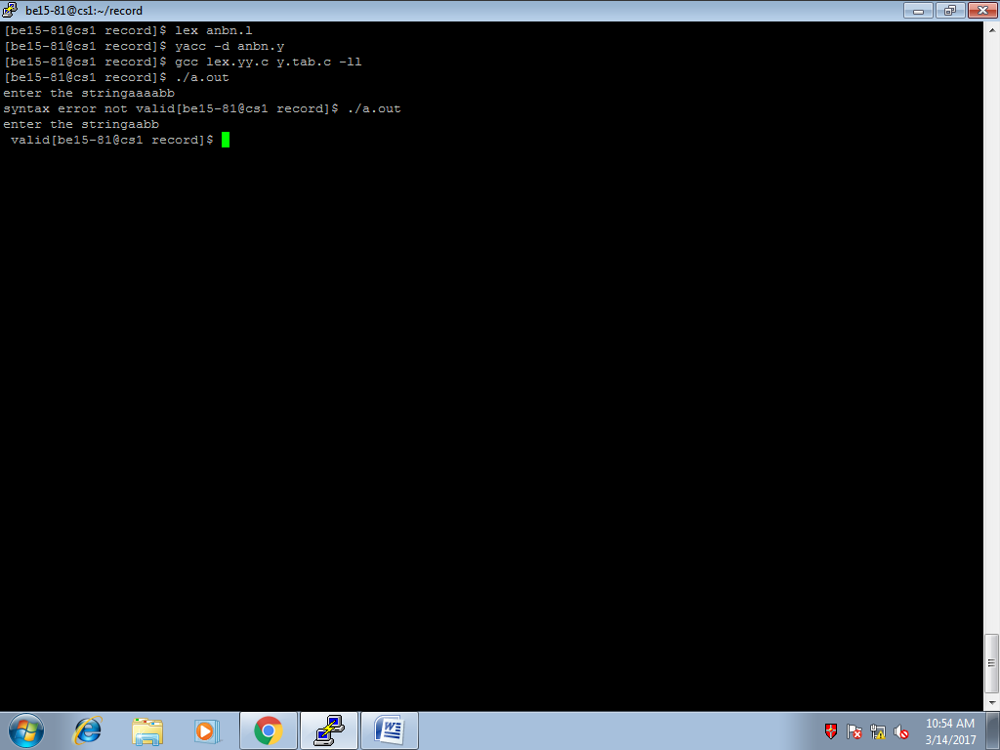 be15-81@cs1:~/record
[be15-81@cs1 record]$ lex anbn.l
[be15-81@cs1 record]$ yacc -d anbn.y
[be15-81@cs1 record]$ gcc lex.yy.c y.tab.c -ll
[be15-81@cs1 record]$ ./a.out
enter the stringaaaabb
syntax error not valid[be15-81@cs1 record]$ ./a.out
enter the stringaabb
 valid[be15-81@cs1 record]$
10:54 AM
3/14/2017